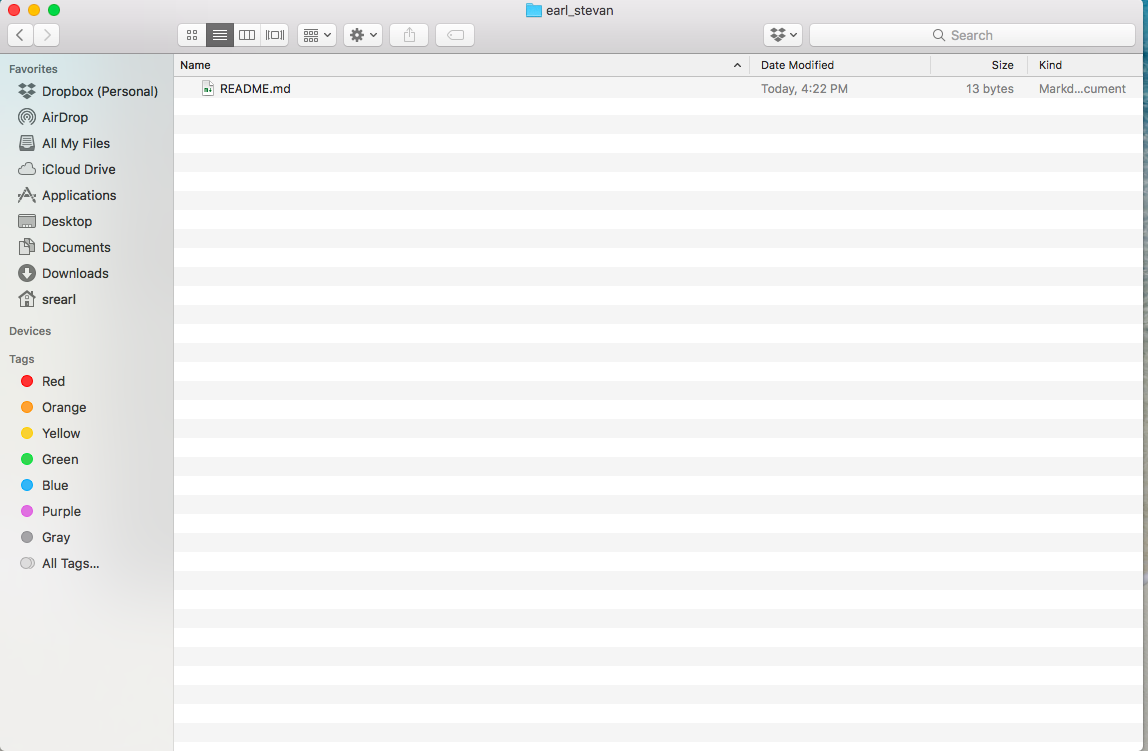 earl_stevan
Search
Favorites
Dropbox (Personal)
AirDrop
All My Files
iCloud Drive
Applications
Desktop
Documents
Downloads
srearl
Devices
Tags
Red
Orange
Yellow
Green
Blue
Purple
Gray
All Tags...
Name Date Modified Size Kind
README.md Today, 4:22 PM 13 bytes Markd...cument